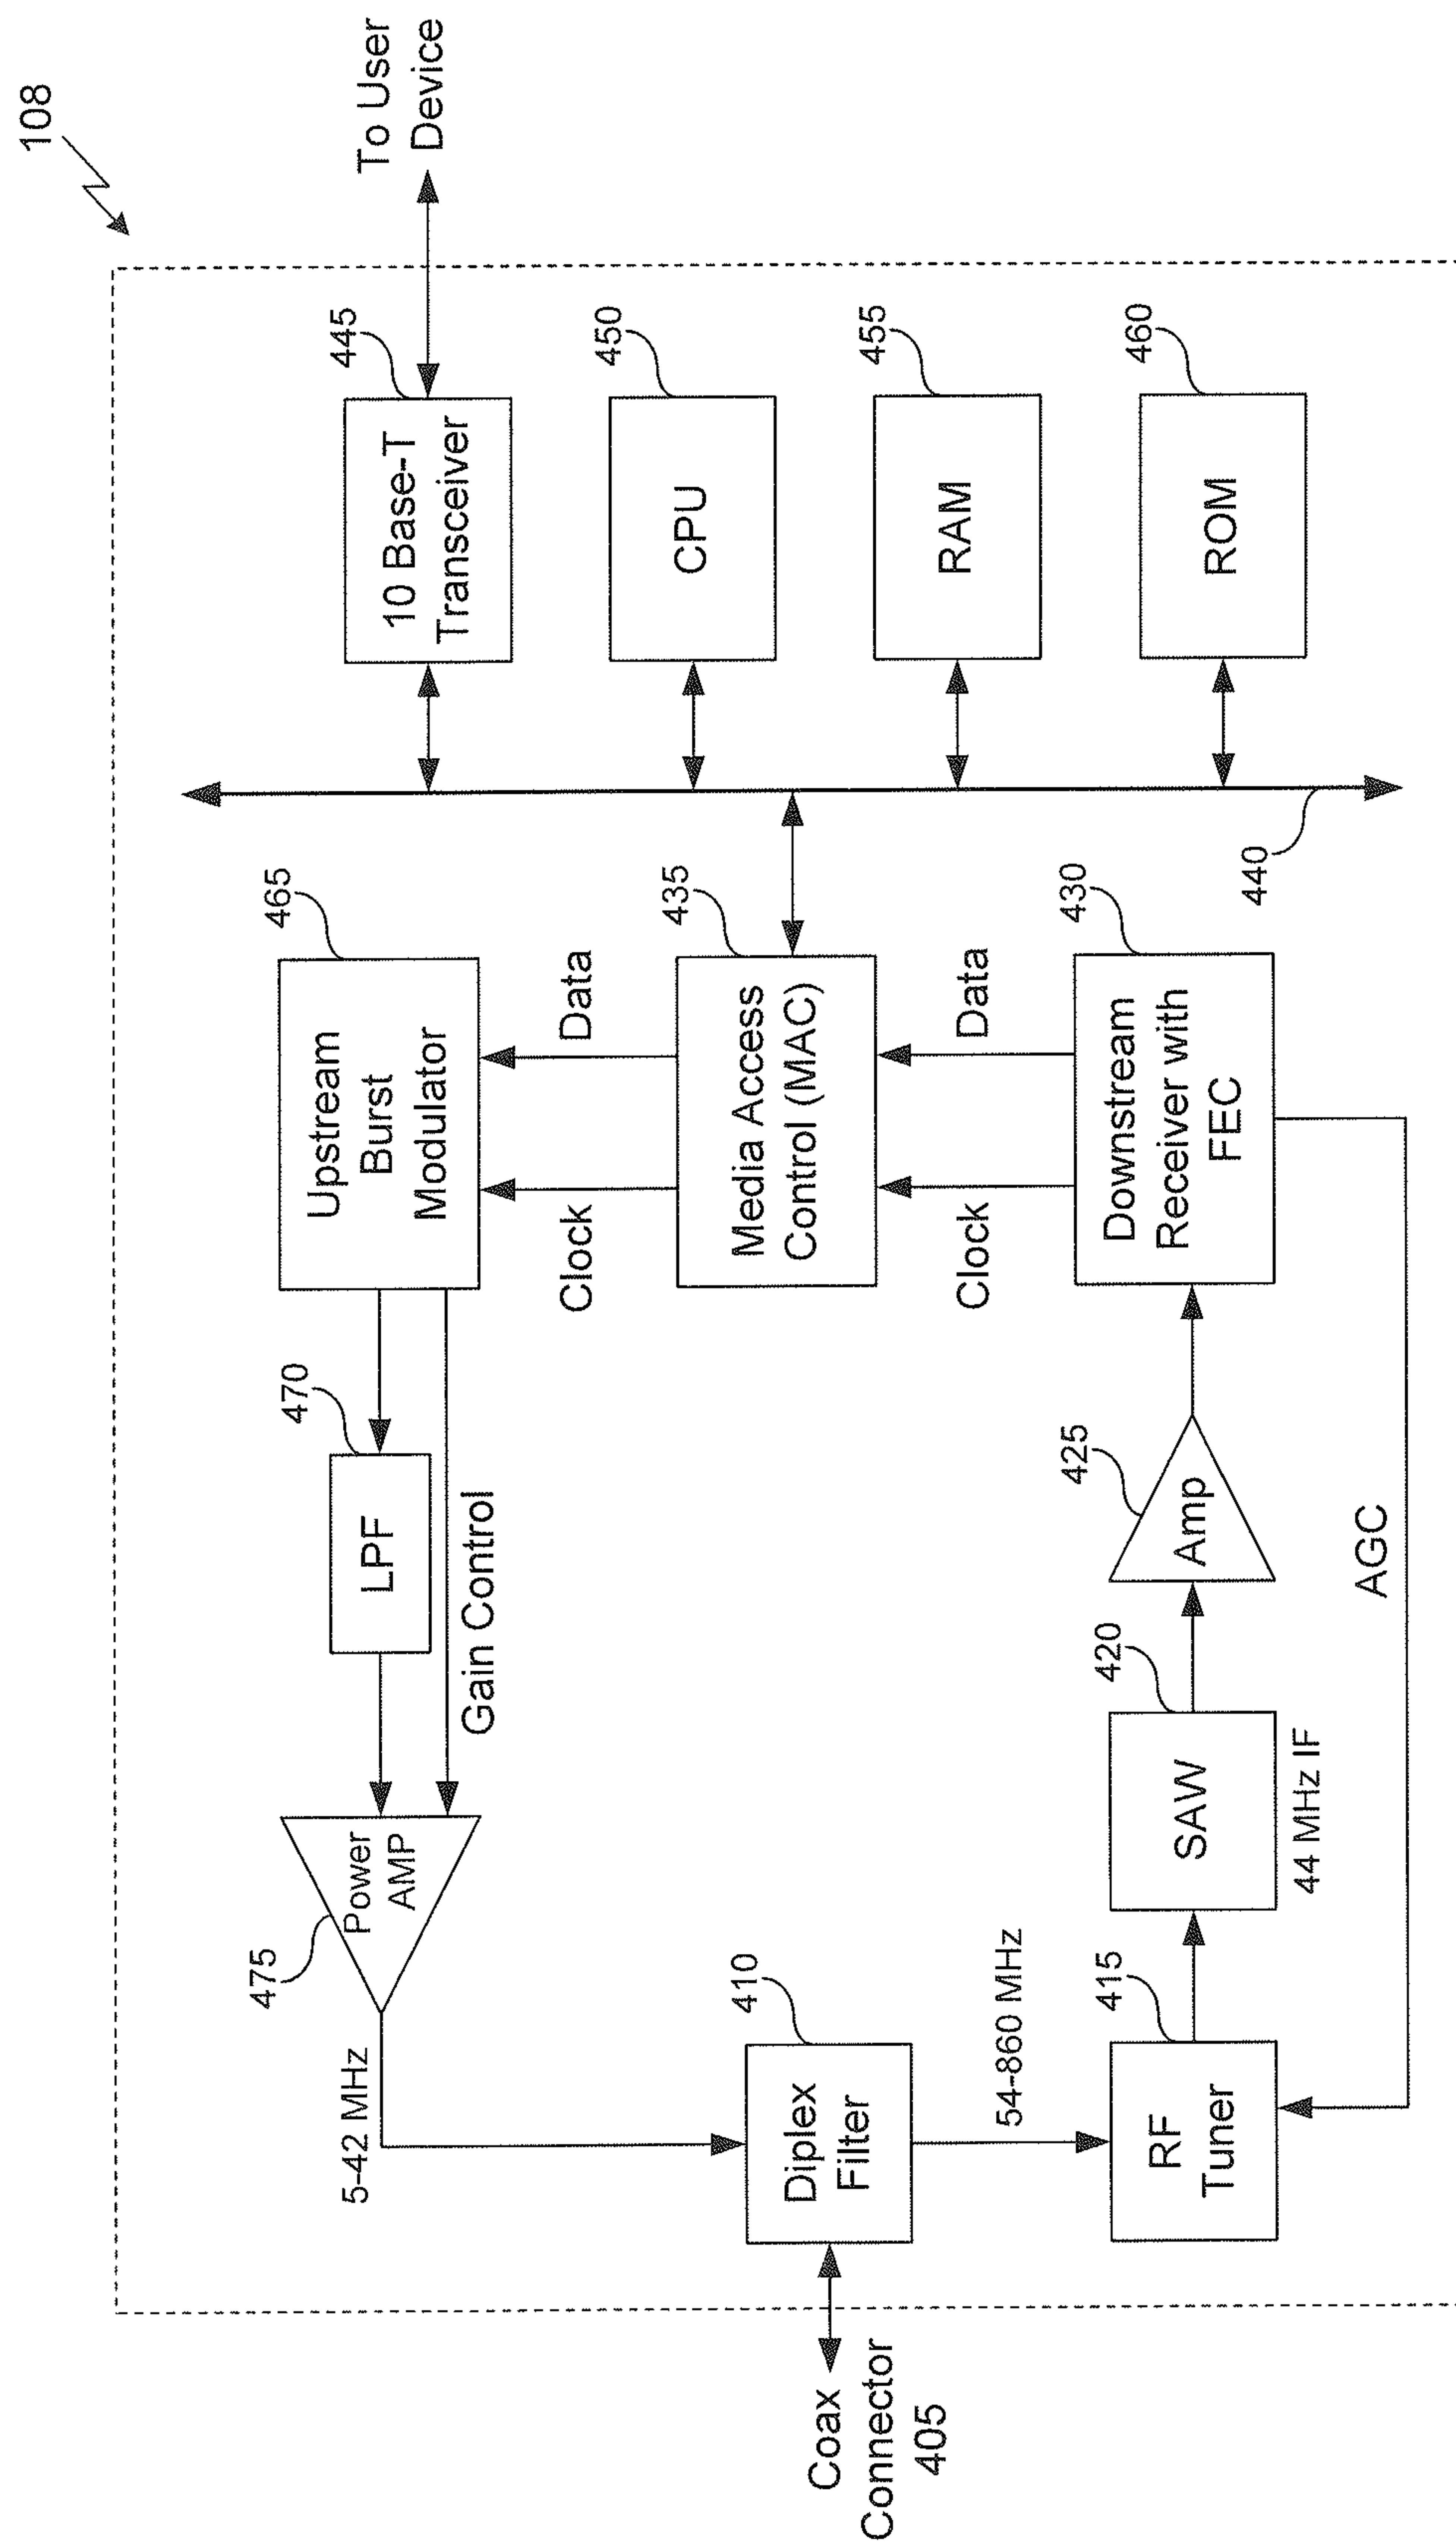 108
To User
Device
445
10 Base-T
Transceiver
450
CPU
455
RAM
460
ROM
440
465
Upstream
Burst
Modulator
Data
Clock
435
Media Access
Control (MAC)
Data
Clock
430
Downstream
Receiver with
FEC
470
LPF
Gain Control
475
Power
AMP
5-42 MHz
410
Diplex
Filter
54-860 MHz
415
RF
Tuner
420
SAW
44 MHz IF
425
Amp
AGC
Coax
Connector
405